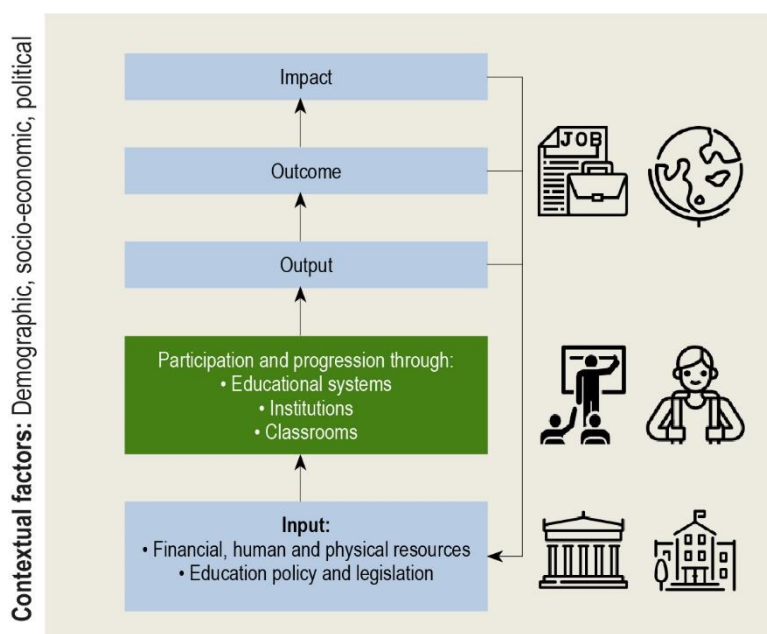 Contextual factors: Demographic, socio-economic, political
Impact
JOB
Outcome
Output
Participation and progression through:
• Educational systems
• Institutions
• Classrooms
Input:
• Financial, human and physical resources
• Education policy and legislation